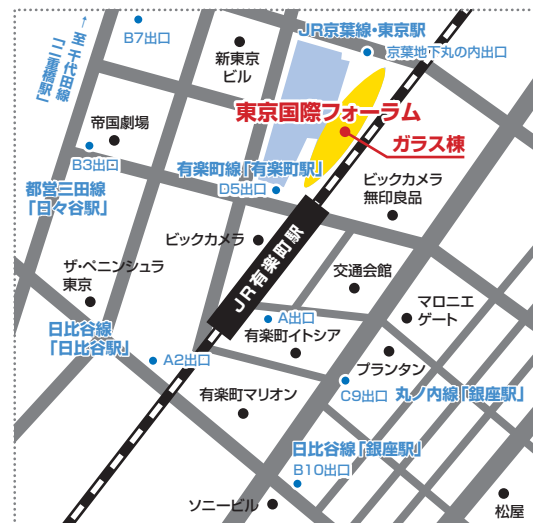 ←至 千代田線
「二重橋駅」
B7出口
新東京
ビル
JR京葉線・東京駅
京葉地下丸の内出口
東京国際フォーラム
ガラス棟
帝国劇場
B3出口
有楽町線「有楽町駅」
D5出口
都営三田線
「日々谷駅」
ビックカメラ
無印良品
ビックカメラ
JR有楽町駅
ザ・ペニンシュラ
東京
交通会館
マロニエ
ゲート
A出口
有楽町イトシア
日比谷線
「日比谷駅」
A2出口
プランタン
C9出口
丸ノ内線「銀座駅」
有楽町マリオン
日比谷線「銀座駅」
B10出口
ソニービル
松屋